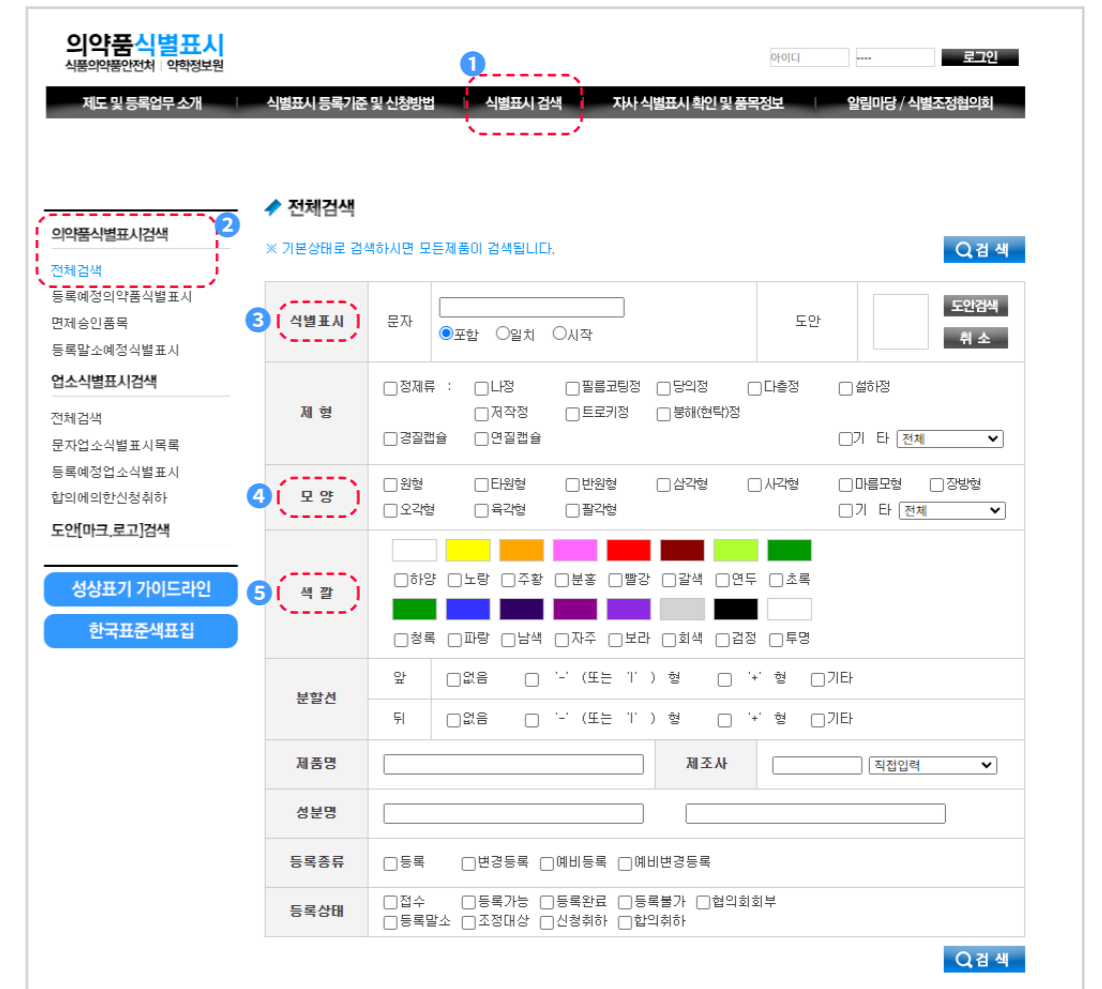 의약품식별표시
식품의약품안전처 | 약학정보원
아이디
····
로그인
1
제도 및 등록업무 소개 | 식별표시 등록기준 및 신청방법 | 식별표시 검색 | 자사 식별표시 확인 및 품목정보 | 알림마당 / 식별조정협의회
2
의약품식별표시검색
전체검색
등록예정의약품식별표시
면제승인품목
등록말소예정식별표시
업소식별표시검색
전체검색
문자업소식별표시목록
등록예정업소식별표시
합의에의한신청취하
도안[마크.로고]검색
성상표기 가이드라인
한국표준색표집
전체검색
※ 기본상태로 검색하시면 모든제품이 검색됩니다.
검 색
3 식별표시 문자 도안 도안검색
포함 일치 시작 취 소
제 형
정제류 : 나정 필름코팅정 당의정 다층정 설하정
저작정 트로키정 붕해(현탁)정
경질캡슐 연질캡슐 기 타 전체
4 모 양
원형 타원형 반원형 삼각형 사각형 마름모형 장방형
오각형 육각형 팔각형 기 타 전체
5 색 깔
하양 노랑 주황 분홍 빨강 갈색 연두 초록
청록 파랑 남색 자주 보라 회색 검정 투명
분할선
앞 없음 '-' (또는 'l' ) 형 '+' 형 기타
뒤 없음 '-' (또는 'l' ) 형 '+' 형 기타
제품명 제조사 직접입력
성분명
등록종류 등록 변경등록 예비등록 예비변경등록
등록상태
접수 등록가능 등록완료 등록불가 협의회회부
등록말소 조정대상 신청취하 합의취하
검 색